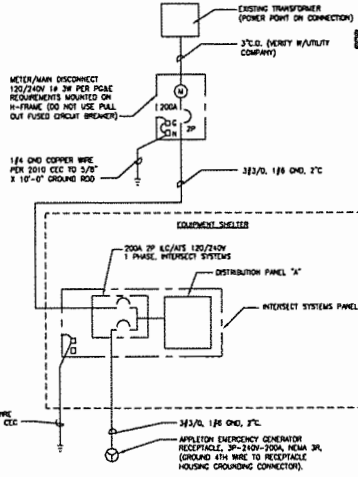 EXISTING TRANSFORMER
(POWER POINT ON CONNECTION)
3"C.O. (VERIFY W/UTILITY
COMPANY)
METER/MAIN DISCONNECT
120/240V 1Φ 3W PER PG&E
REQUIREMENTS MOUNTED ON
H-FRAME (DO NOT USE PULL
OUT FUSED CIRCUIT BREAKER)
M
200A
2P
G
N
1#4 GND COPPER WIRE
PER 2010 CEC TO 5/8"
X 10'-0" GROUND ROD
3#3/0, 1#6 GND, 2"C
EQUIPMENT SHELTER
200A 2P ILC/ATS 120/240V
1 PHASE, INTERSECT SYSTEMS
DISTRIBUTION PANEL "A"
INTERSECT SYSTEMS PANEL
CEC
3#3/0, 1#6 GND, 2"C.
APPLETON EMERGENCY GENERATOR
RECEPTACLE, 3P-240V-200A, NEMA 3R,
(GROUND 4TH WIRE TO RECEPTACLE
HOUSING GROUNDING CONNECTOR).